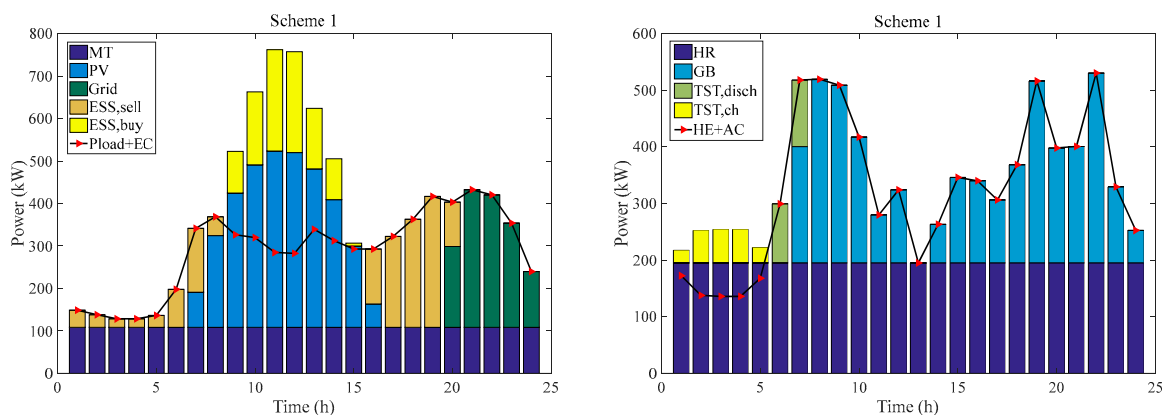 Scheme 1
800
700
600
500
400
300
200
100
0
Power (kW)
MT
PV
Grid
ESS,sell
ESS,buy
Pload+EC
0 5 10 15 20 25
Time (h)
Scheme 1
600
500
400
300
200
100
0
Power (kW)
HR
GB
TST,disch
TST,ch
HE+AC
0 5 10 15 20 25
Time (h)